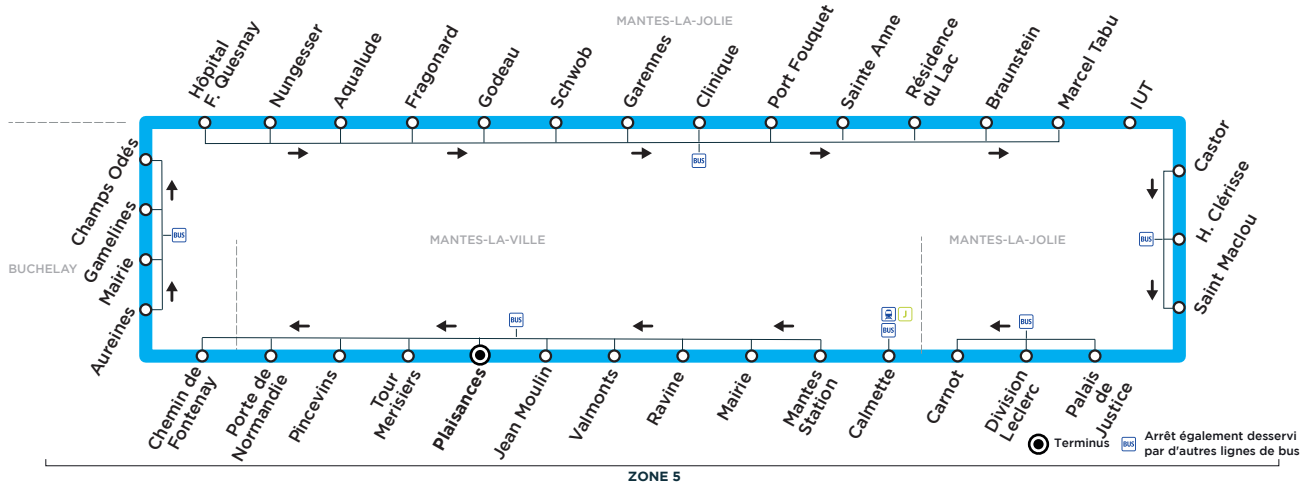 MANTES-LA-JOLIE
Hôpital
F. Quesnay
Nungesser
Aqualude
Fragonard
Godeau
Schwob
Garennes
Clinique
Port Fouquet
Sainte Anne
Résidence
du Lac
Braunstein
Marcel Tabu
IUT
BUS
Castor
H. Clérisse
Saint Maclou
BUS
Champs Odés
Gamelines
Mairie
Aureines
BUS
BUCHELAY
MANTES-LA-VILLE
MANTES-LA-JOLIE
BUS
J
BUS
BUS
Chemin de
Fontenay
Porte de
Normandie
Pincevins
Tour
Merisiers
Plaisances
Jean Moulin
Valmonts
Ravine
Mairie
Mantes
Station
Calmette
Carnot
Division
Leclerc
Palais
de
Justice
Terminus
BUS
Arrêt également desservi
par d'autres lignes de bus
ZONE 5